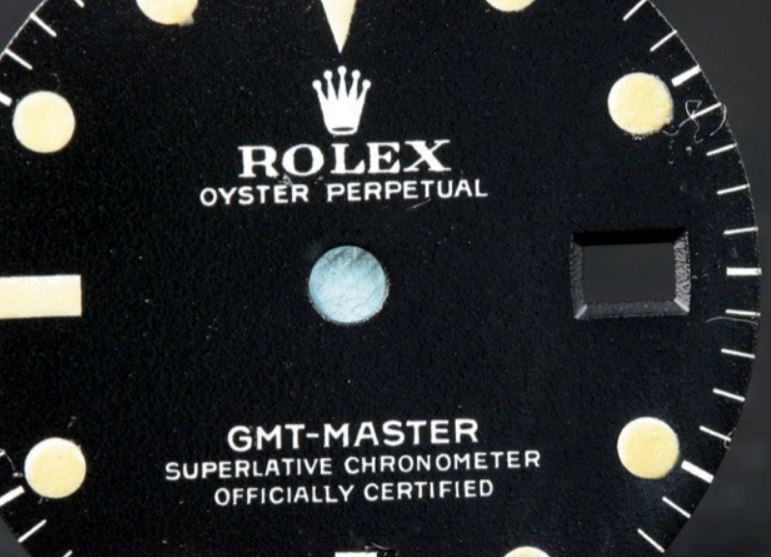 ROLEX
OYSTER PERPETUAL
GMT-MASTER
SUPERLATIVE CHRONOMETER
OFFICIALLY CERTIFIED